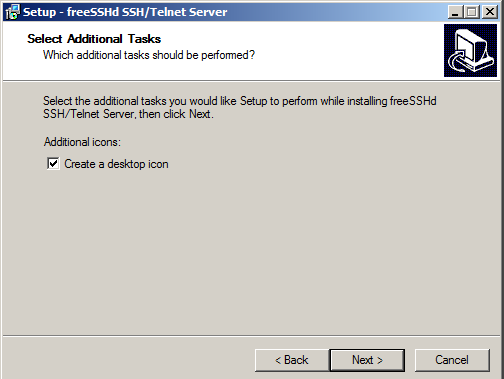 Setup - freeSSHd SSH/Telnet Server
Select Additional Tasks
Which additional tasks should be performed?
Select the additional tasks you would like Setup to perform while installing freeSSHd
SSH/Telnet Server, then click Next.
Additional icons:
Create a desktop icon
< Back
Next >
Cancel